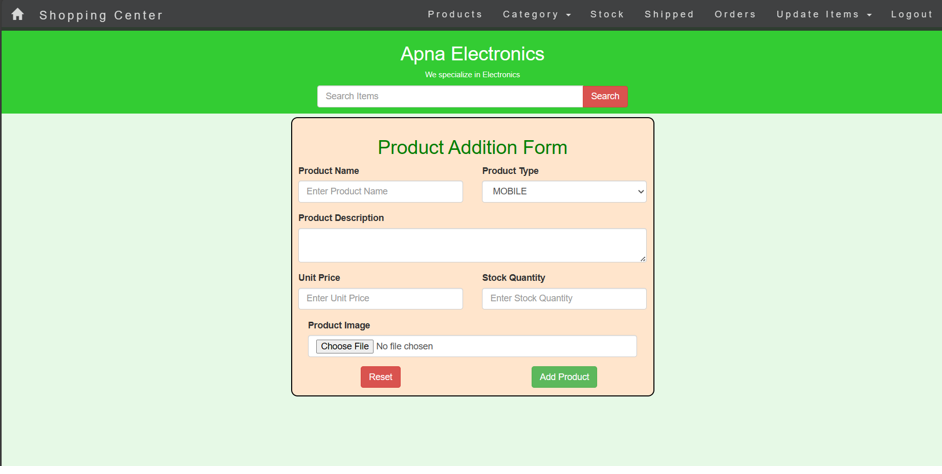 Shopping Center Products Category Stock Shipped Orders Update Items Logout
Apna Electronics
We specialize in Electronics
Search Items Search
Product Addition Form
Product Name Product Type
Enter Product Name MOBILE
Product Description
Unit Price Stock Quantity
Enter Unit Price Enter Stock Quantity
Product Image
Choose File No file chosen
Reset Add Product